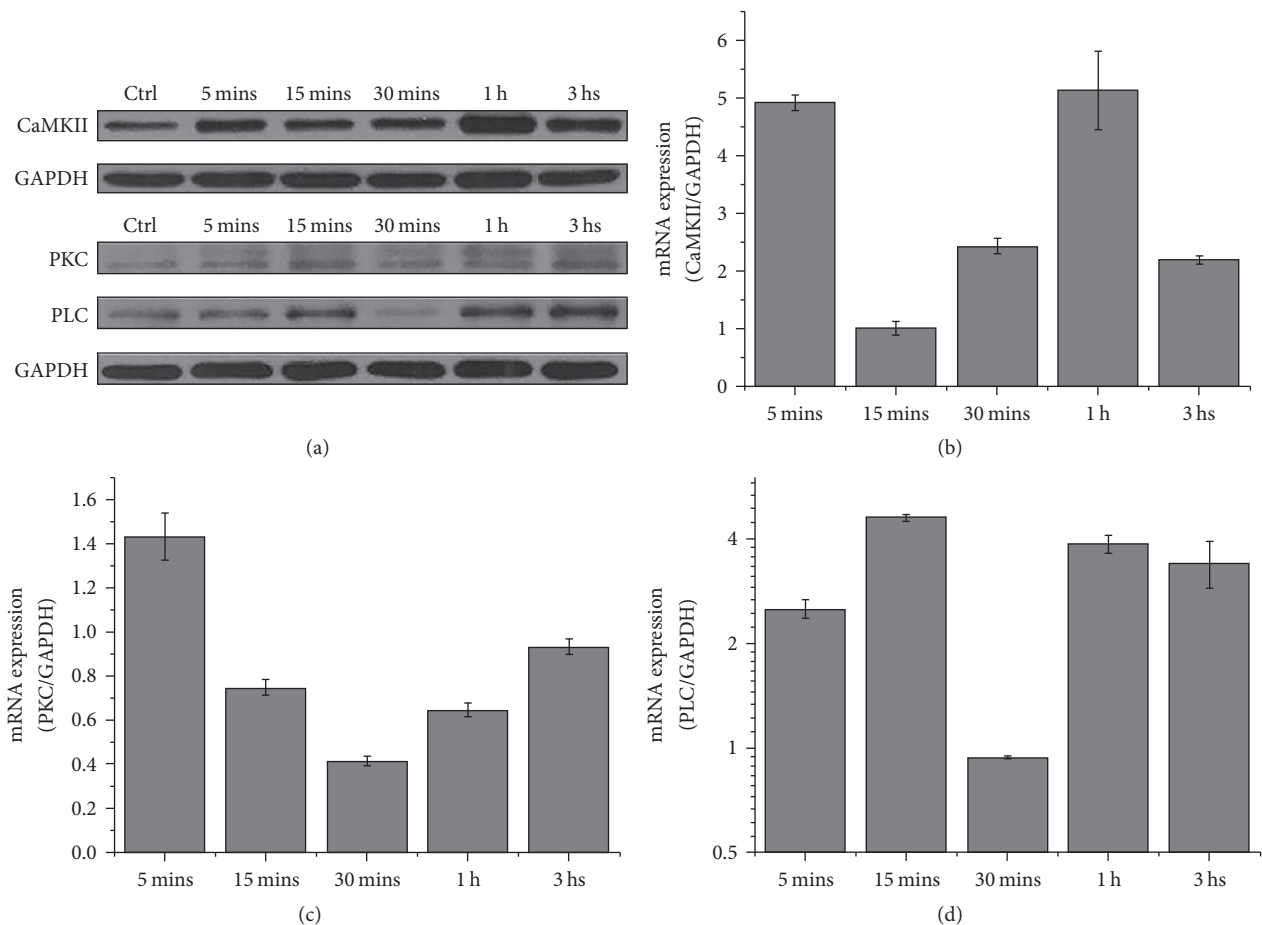 Ctrl 5 mins 15 mins 30 mins 1 h 3 hs
CaMKII
GAPDH
Ctrl 5 mins 15 mins 30 mins 1 h 3 hs
PKC
PLC
GAPDH
(a)
mRNA expression
(CaMKII/GAPDH)
6
5
4
3
2
1
0
5 mins 15 mins 30 mins 1 h 3 hs
(b)
mRNA expression
(PKC/GAPDH)
1.6
1.4
1.2
1.0
0.8
0.6
0.4
0.2
0.0
5 mins 15 mins 30 mins 1 h 3 hs
(c)
mRNA expression
(PLC/GAPDH)
4
2
1
0.5
5 mins 15 mins 30 mins 1 h 3 hs
(d)